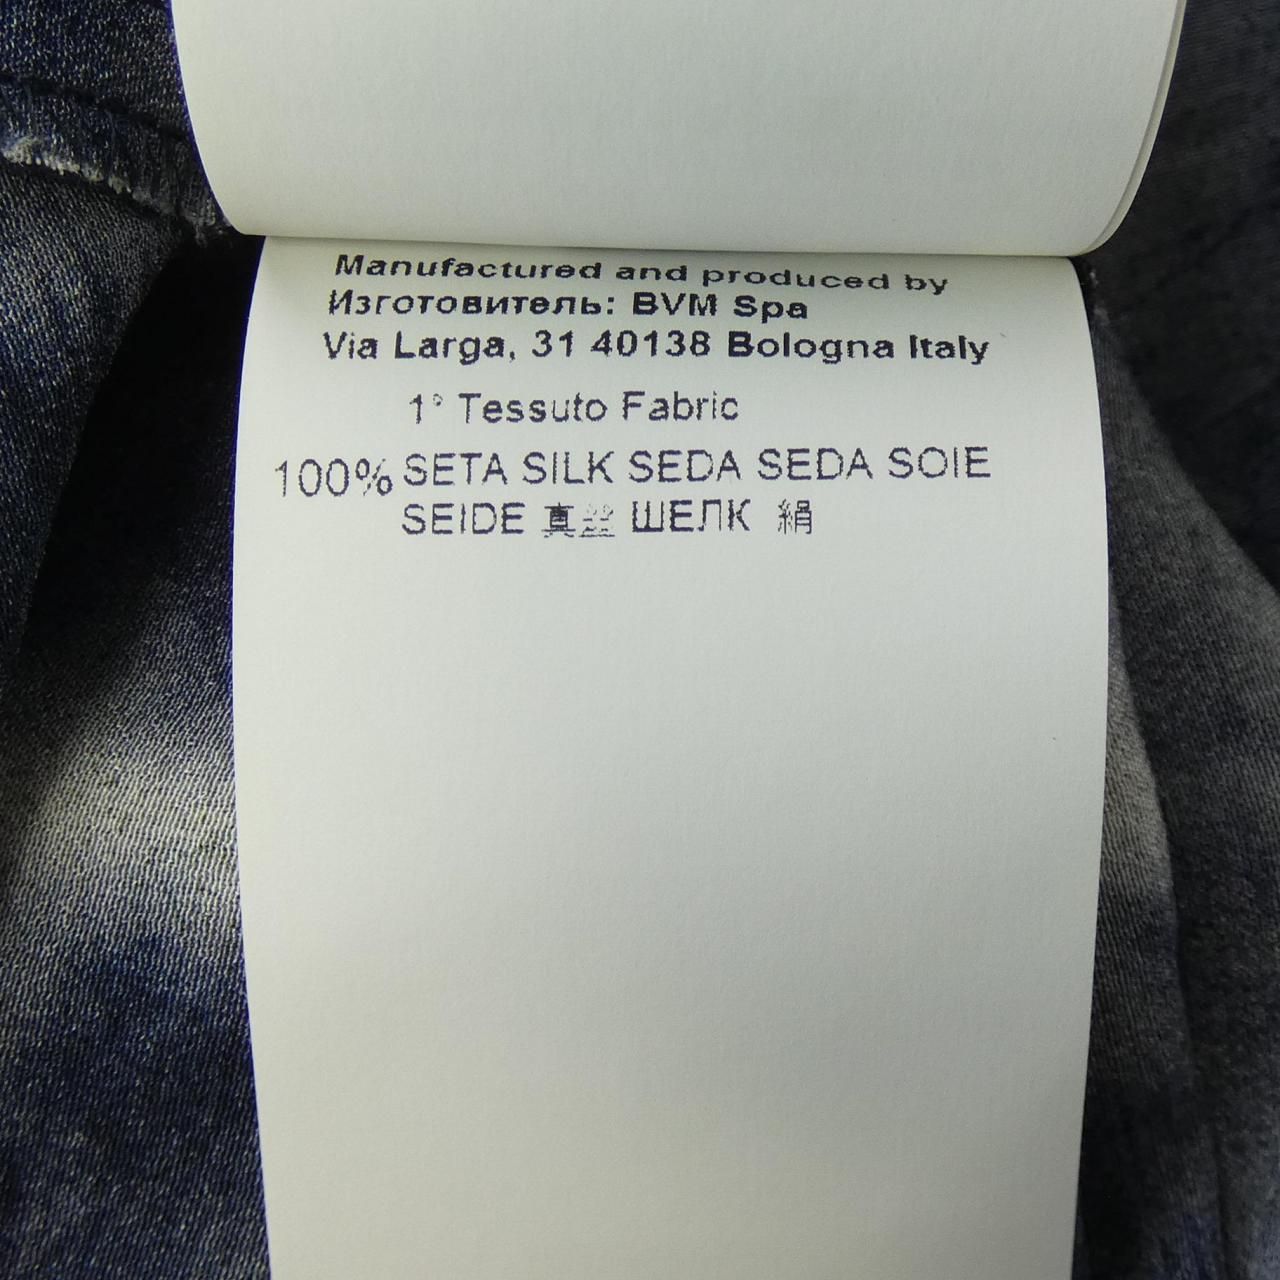 Manufactured and produced by
Изготовитель: BVM Spa
Via Larga, 31 40138 Bologna Italy
1° Tessuto Fabric
100% SETA SILK SEDA SEDA SOIE
SEIDE 真丝 ШЕЛК 絹